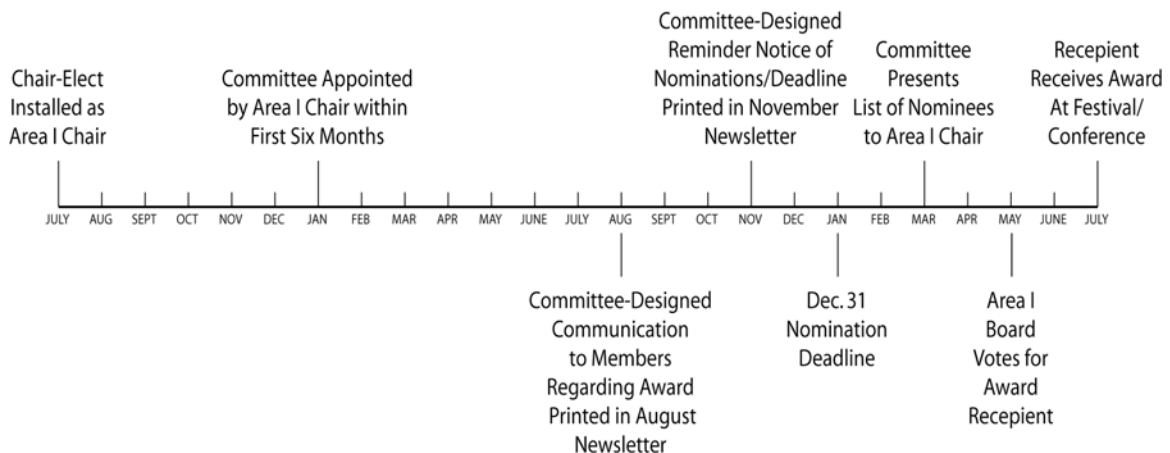 Chair-Elect
Installed as
Area I Chair
Committee Appointed
by Area I Chair within
First Six Months
Committee-Designed
Reminder Notice of
Nominations/Deadline
Printed in November
Newsletter
Committee
Presents
List of Nominees
to Area I Chair
Recepient
Receives Award
At Festival/
Conference
JULY AUG SEPT OCT NOV DEC JAN FEB MAR APR MAY JUNE JULY AUG SEPT OCT NOV DEC JAN FEB MAR APR MAY JUNE JULY
Committee-Designed
Communication
to Members
Regarding Award
Printed in August
Newsletter
Dec. 31
Nomination
Deadline
Area I
Board
Votes for
Award
Recepient